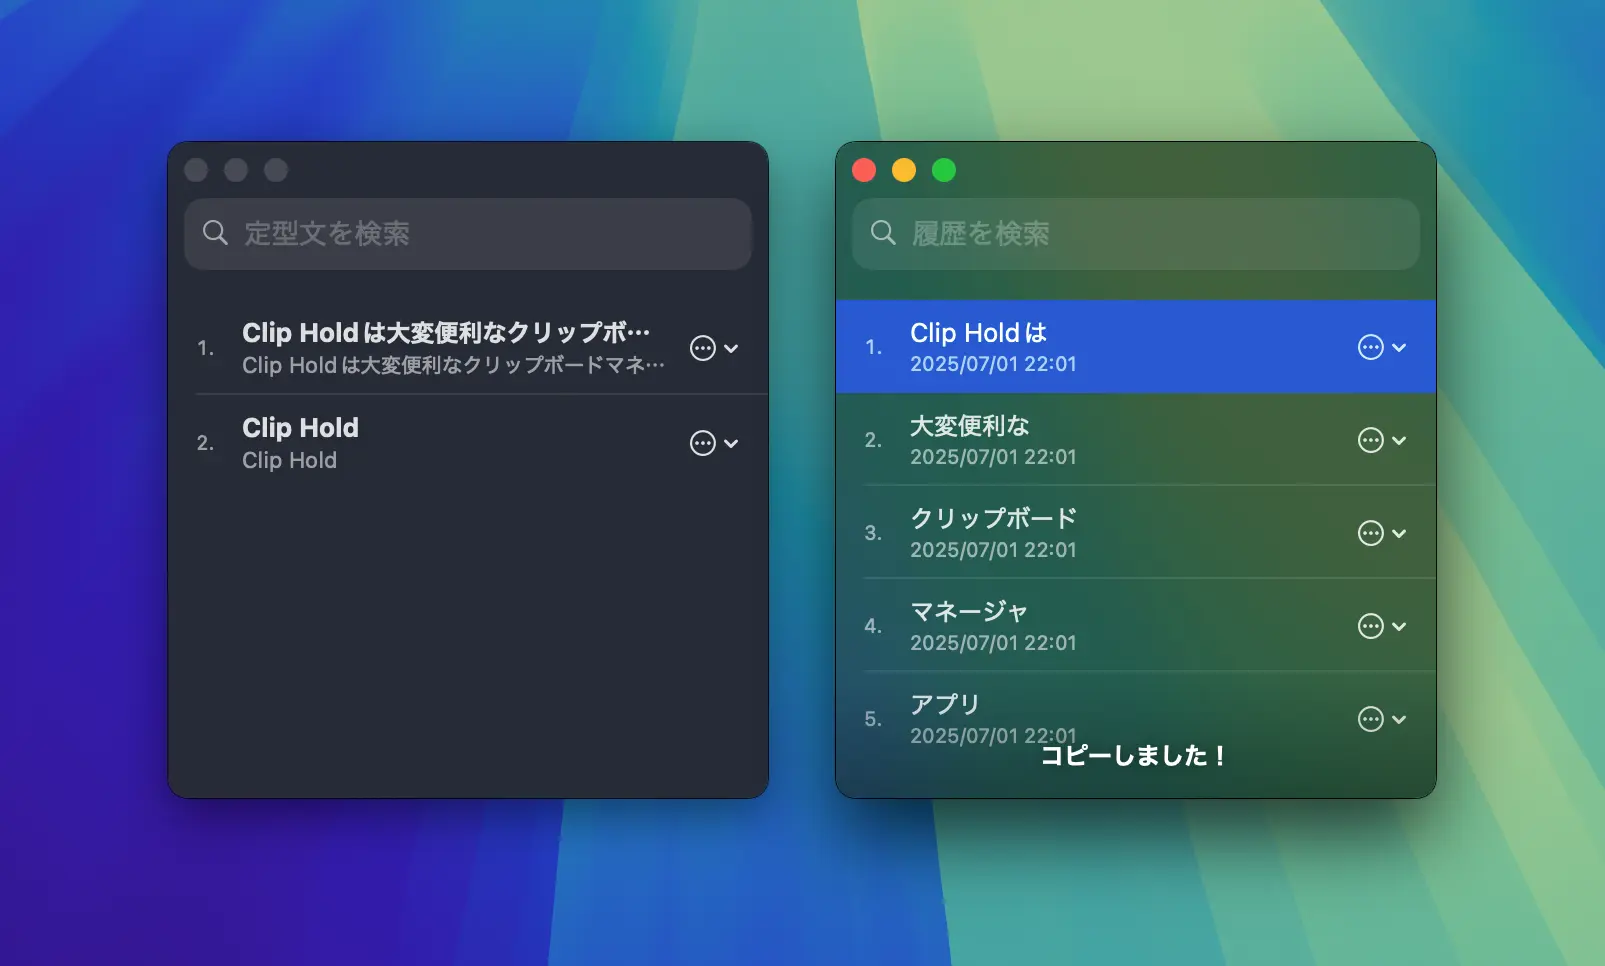 定型文を検索
1.
Clip Holdは大変便利なクリップボ…
Clip Holdは大変便利なクリップボードマネ…
2.
Clip Hold
Clip Hold
履歴を検索
1.
Clip Holdは
2025/07/01 22:01
2.
大変便利な
2025/07/01 22:01
3.
クリップボード
2025/07/01 22:01
4.
マネージャ
2025/07/01 22:01
5.
アプリ
2025/07/01 22:01
コピーしました！